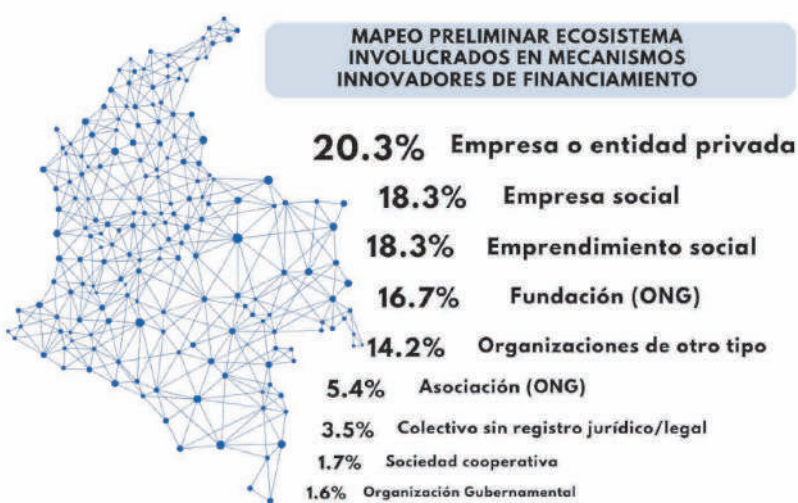 MAPEO PRELIMINAR ECOSISTEMA
INVOLUCRADOS EN MECANISMOS
INNOVADORES DE FINANCIAMIENTO
20.3% Empresa o entidad privada
18.3% Empresa social
18.3% Emprendimiento social
16.7% Fundación (ONG)
14.2% Organizaciones de otro tipo
5.4% Asociación (ONG)
3.5% Colectivo sin registro jurídico/legal
1.7% Sociedad cooperativa
1.6% Organización Gubernamental